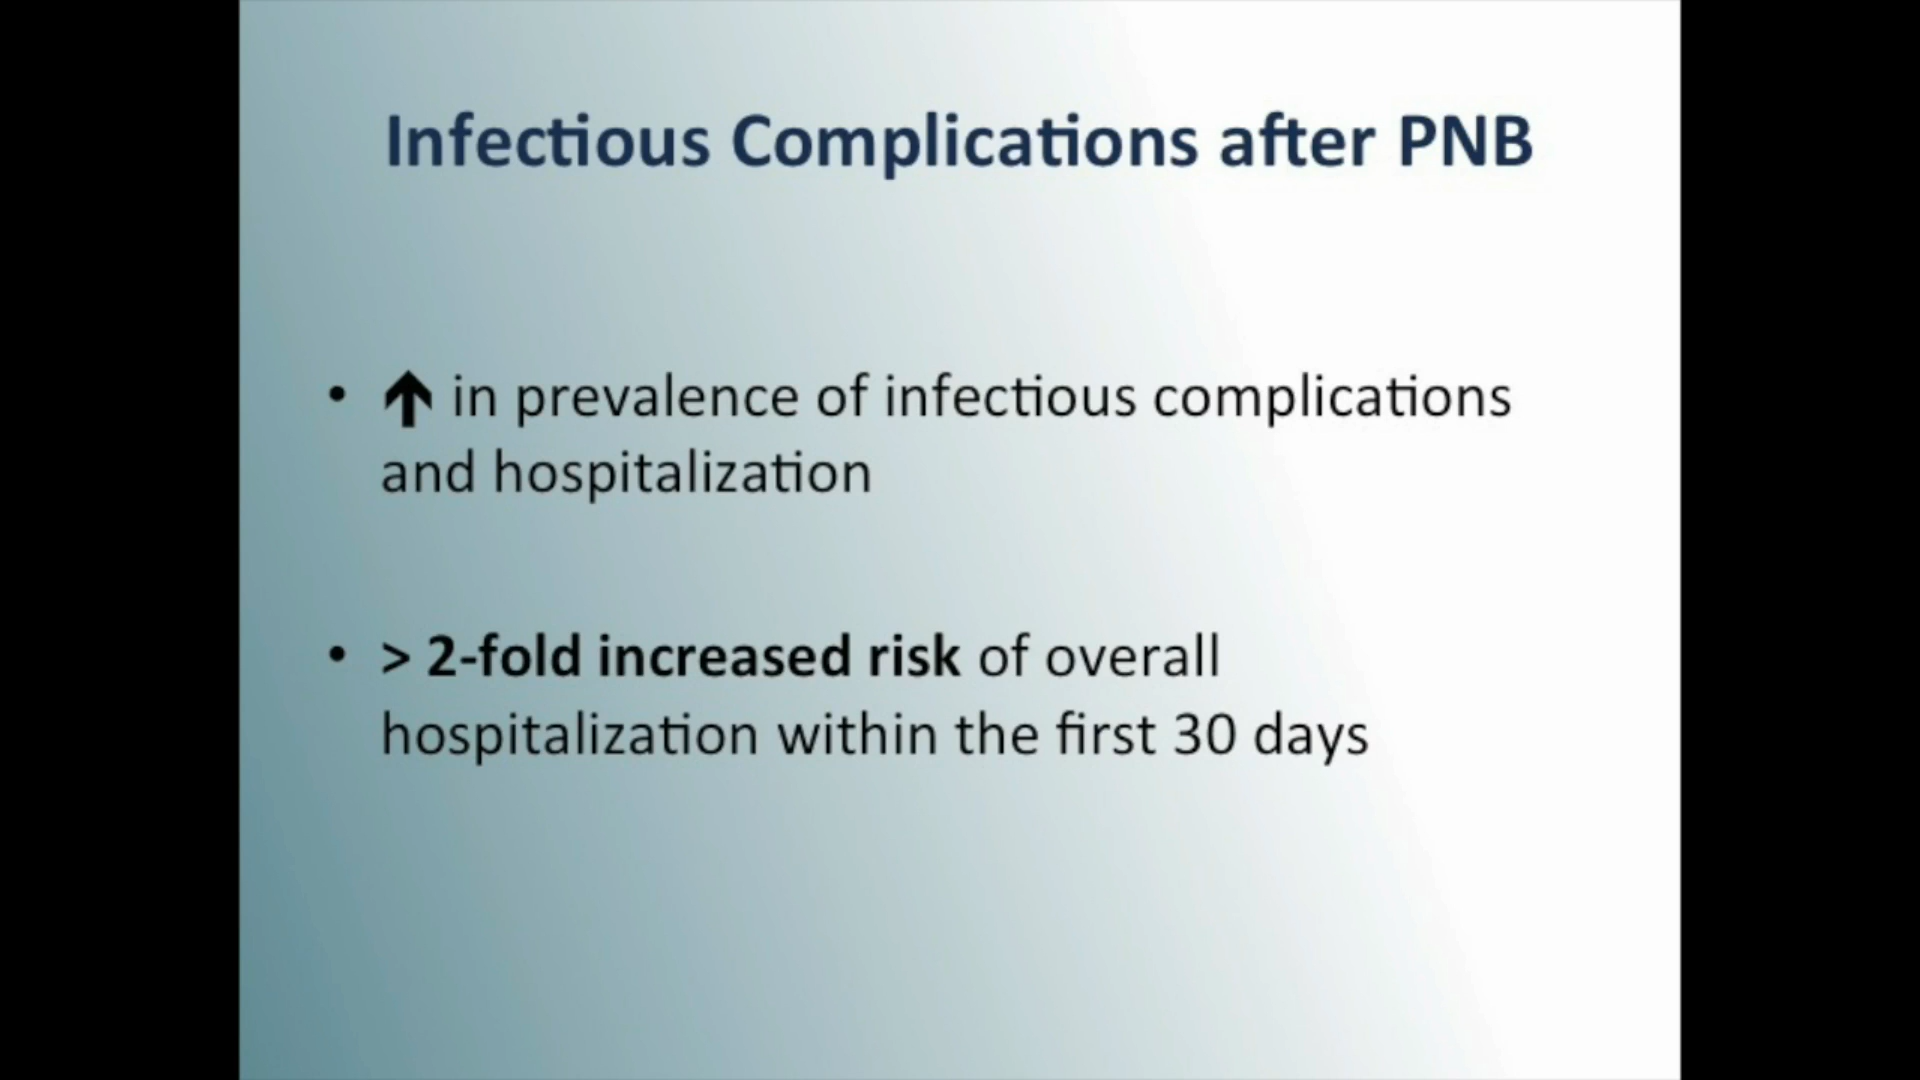 Infectious Complications after PNB
• ↑ in prevalence of infectious complications
and hospitalization
• > 2-fold increased risk of overall
hospitalization within the first 30 days